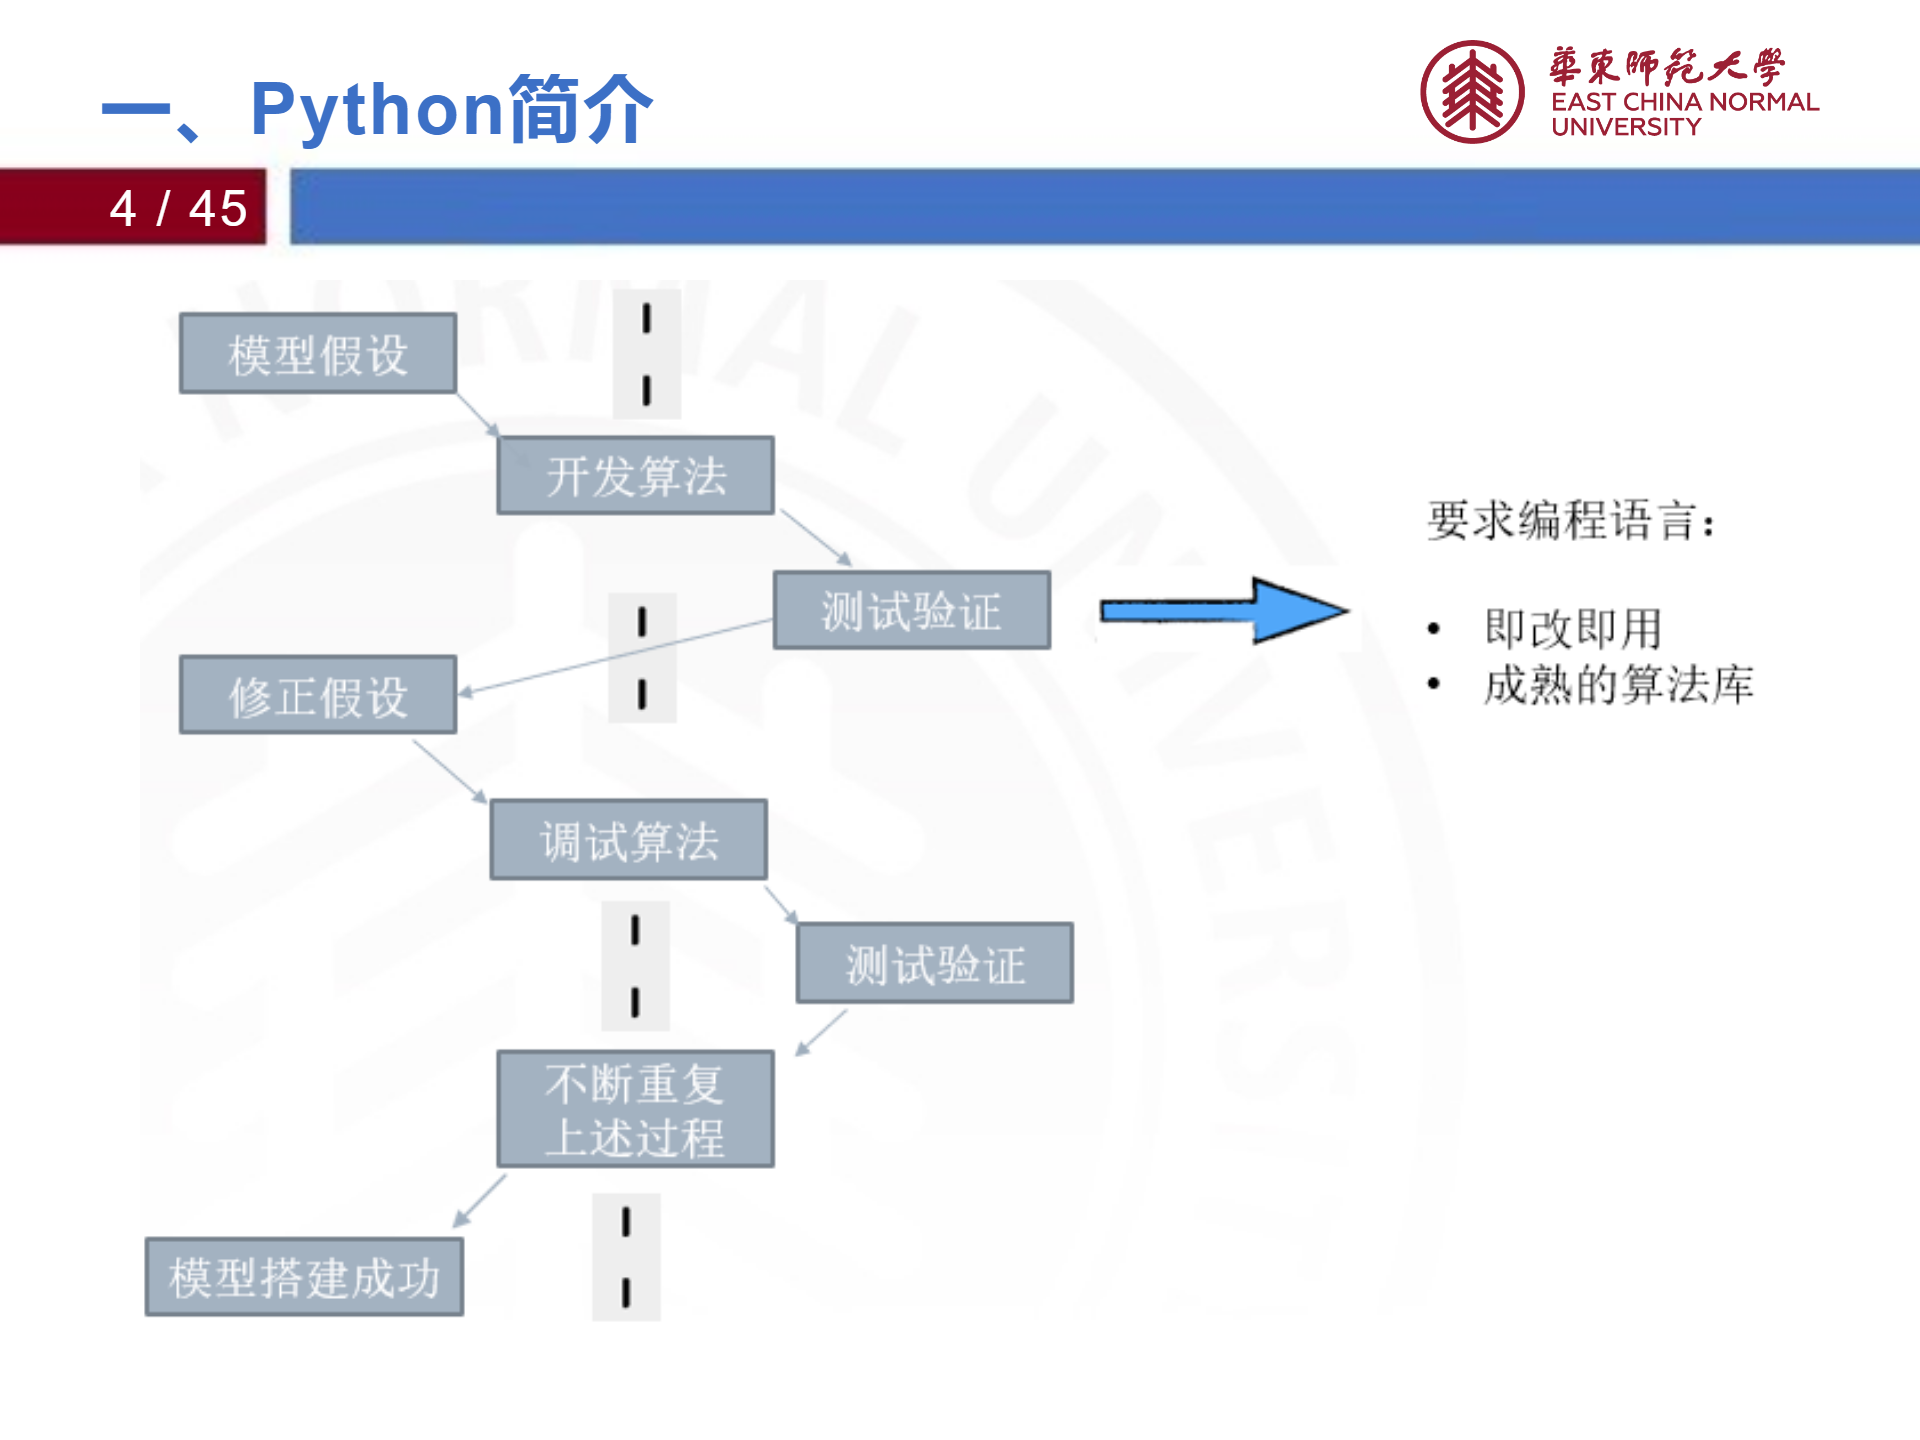 一、Python简介
華東師範大學
EAST CHINA NORMAL
UNIVERSITY
4 / 45
模型假设
开发算法
测试验证
修正假设
调试算法
测试验证
不断重复
上述过程
模型搭建成功
要求编程语言：
• 即改即用
• 成熟的算法库
NORMAL UNIVERSITY